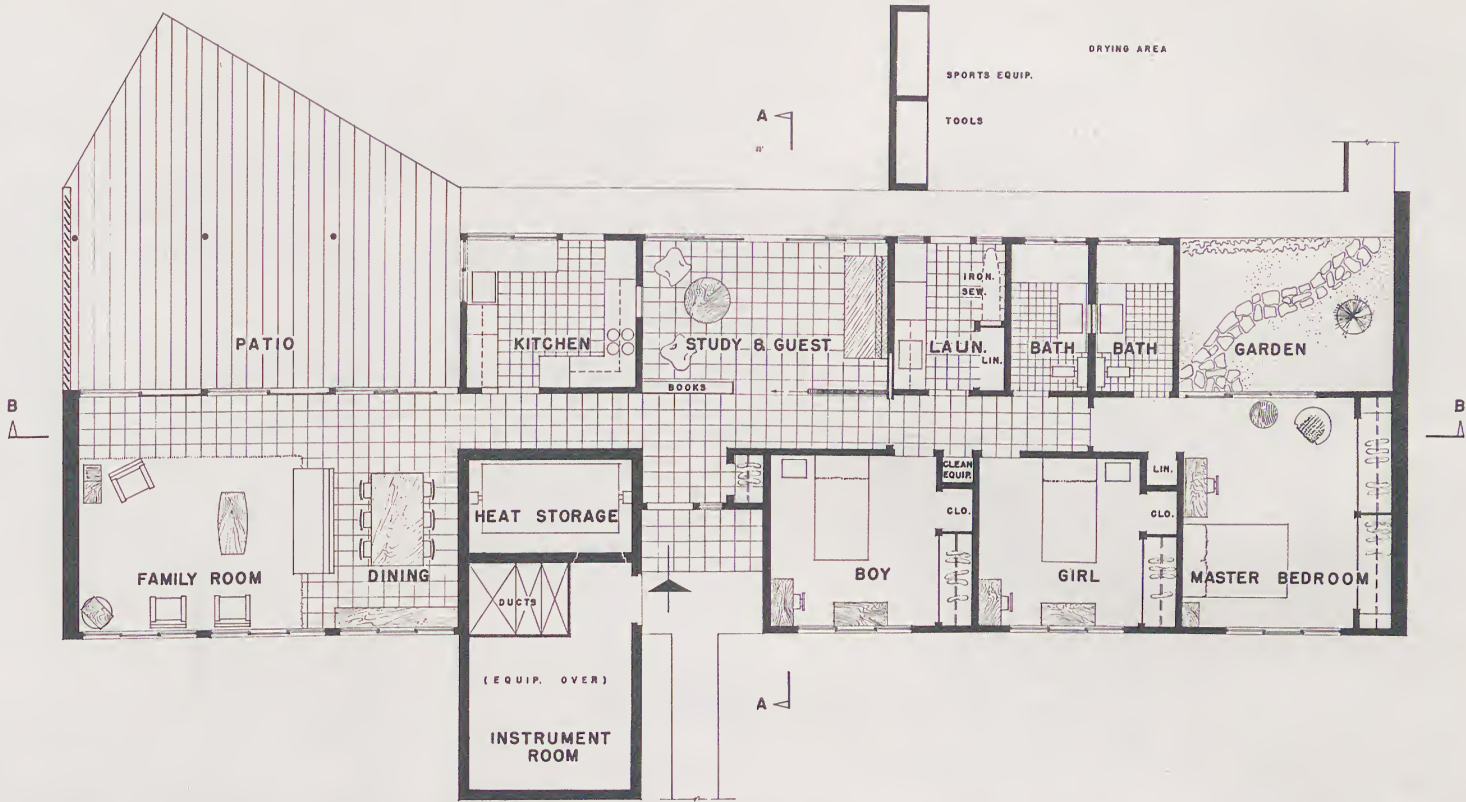 DRYING AREA
SPORTS EQUIP.
TOOLS
A
PATIO
KITCHEN
STUDY & GUEST
BOOKS
IRON.
SEW.
LAUN.
LIN.
BATH
BATH
GARDEN
B
B
HEAT STORAGE
CLEAN
EQUIP.
CLO.
LIN.
CLO.
FAMILY ROOM
DINING
BOY
GIRL
MASTER BEDROOM
DUCTS
(EQUIP. OVER)
A
INSTRUMENT
ROOM